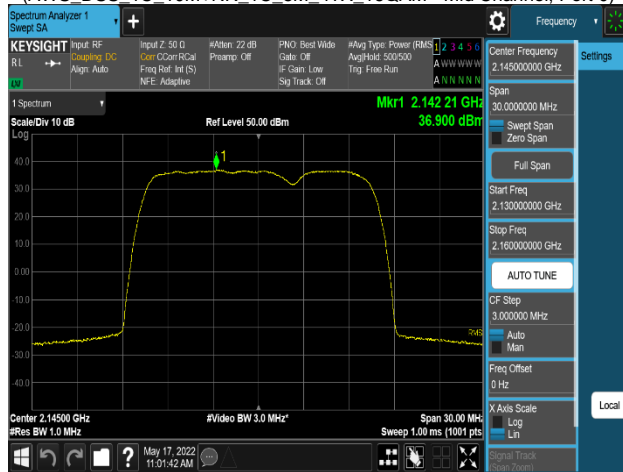 Spectrum Analyzer 1
Swept SA
Frequency
KEYSIGHT
Input: RF
Coupling: DC
Align: Auto
Input Z: 50 Ω
Corr CCorr RCal
Freq Ref: Int (S)
NFE: Adaptive
#Atten: 22 dB
Preamp: Off
PNO: Best Wide
Gate: Off
IF Gain: Low
Sig Track: Off
#Avg Type: Power (RMS
Avg|Hold: 500/500
Trig: Free Run
1 2 3 4 5 6
A W W W W W
A N N N N N
RL
1 Spectrum
Scale/Div 10 dB
Ref Level 50.00 dBm
Mkr1 2.142 21 GHz
36.900 dBm
Log
40.0
30.0
20.0
10.0
0.00
-10.0
-20.0
-30.0
-40.0
1
RMS
Center 2.14500 GHz
#Res BW 1.0 MHz
#Video BW 3.0 MHz*
Span 30.00 MHz
Sweep 1.00 ms (1001 pts
Center Frequency
2.145000000 GHz
Settings
Span
30.0000000 MHz
Swept Span
Zero Span
Full Span
Start Freq
2.130000000 GHz
Stop Freq
2.160000000 GHz
AUTO TUNE
CF Step
3.000000 MHz
Auto
Man
Freq Offset
0 Hz
X Axis Scale
Log
Lin
Local
Signal Track
(Span Zoom)
May 17, 2022
11:01:42 AM